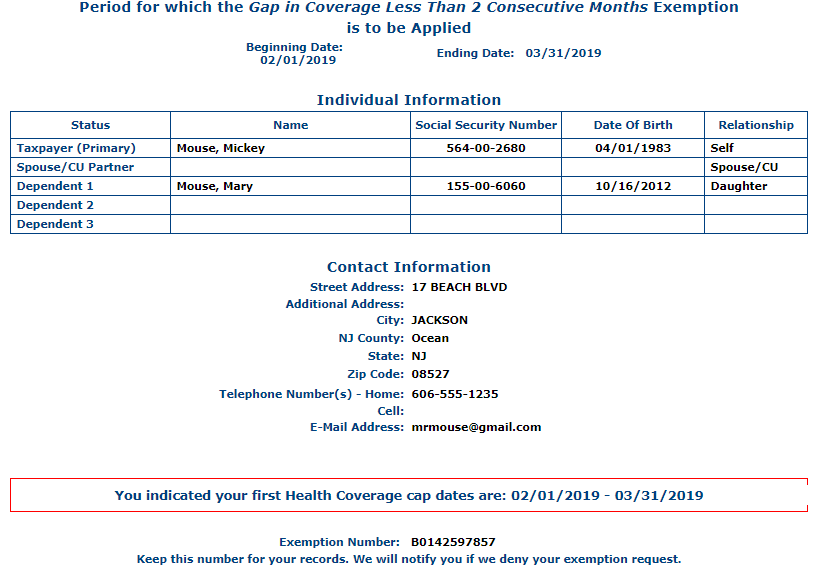 Period for which the Gap in Coverage Less Than 2 Consecutive Months Exemption
is to be Applied
Beginning Date: 02/01/2019 Ending Date: 03/31/2019
Individual Information
Status Name Social Security Number Date Of Birth Relationship
Taxpayer (Primary) Mouse, Mickey 564-00-2680 04/01/1983 Self
Spouse/CU Partner Spouse/CU
Dependent 1 Mouse, Mary 155-00-6060 10/16/2012 Daughter
Dependent 2
Dependent 3
Contact Information
Street Address: 17 BEACH BLVD
Additional Address:
City: JACKSON
NJ County: Ocean
State: NJ
Zip Code: 08527
Telephone Number(s) - Home: 606-555-1235
Cell:
E-Mail Address: mrmouse@gmail.com
You indicated your first Health Coverage cap dates are: 02/01/2019 - 03/31/2019
Exemption Number: B0142597857
Keep this number for your records. We will notify you if we deny your exemption request.